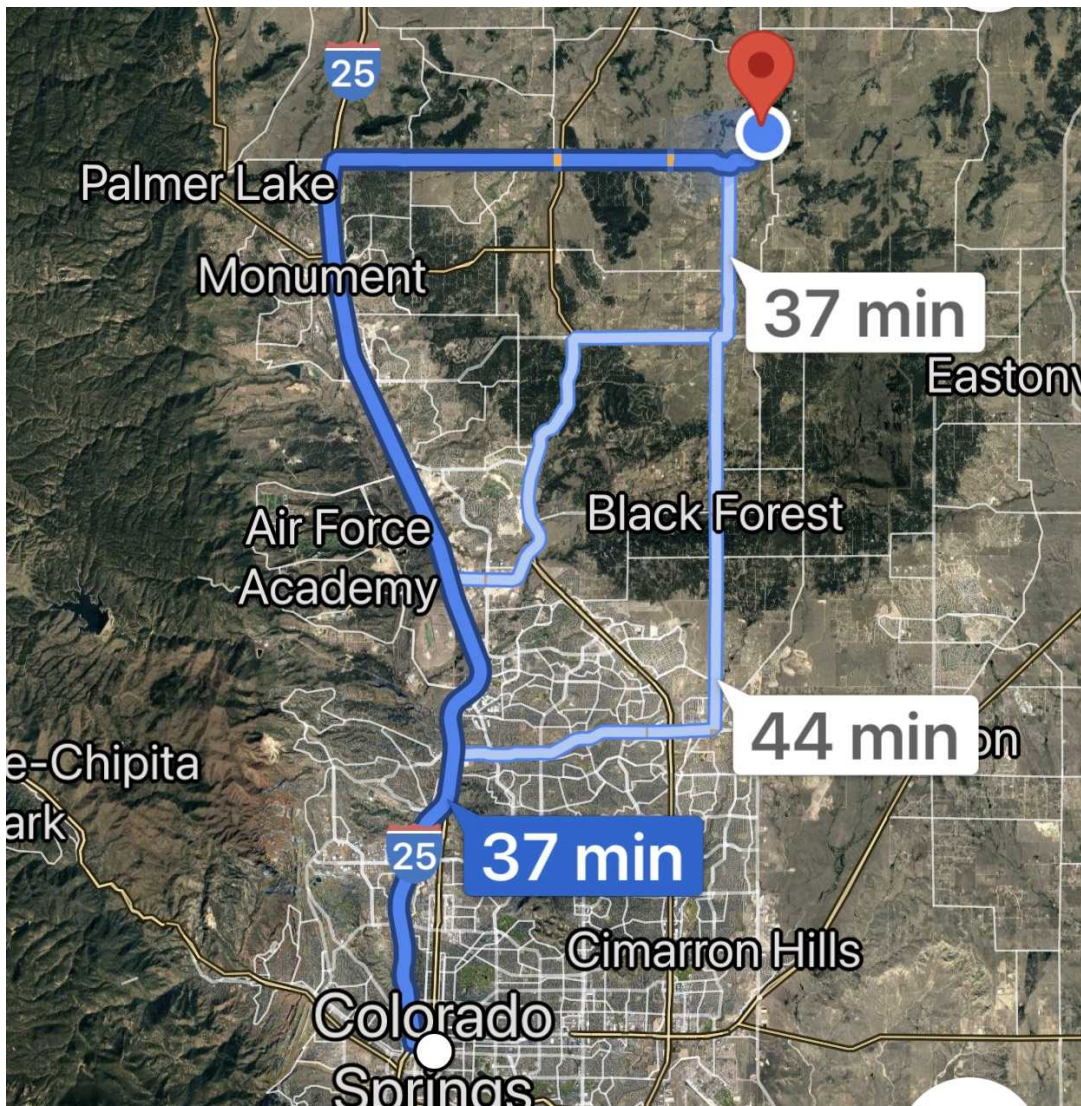 25
Palmer Lake
Monument
37 min
Eastonv
Black Forest
Air Force
Academy
44 min
on
e-Chipita
ark
25
37 min
Cimarron Hills
Colorado
Springs